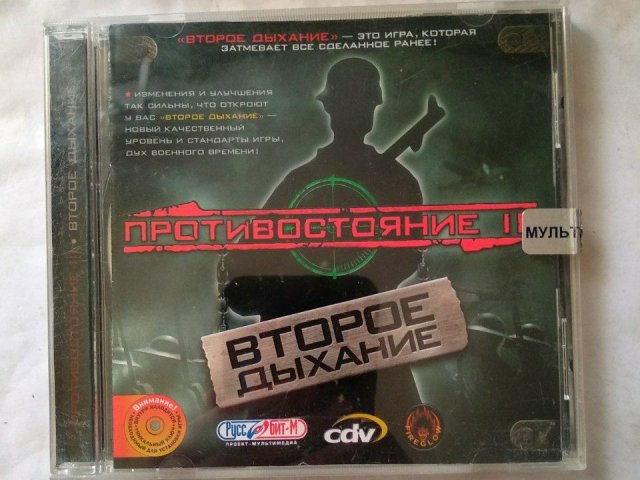 «ВТОРОЕ ДЫХАНИЕ» — ЭТО ИГРА, КОТОРАЯ
ЗАТМЕВАЕТ ВСЕ СДЕЛАННОЕ РАНЕЕ!
ИЗМЕНЕНИЯ И УЛУЧШЕНИЯ
ТАК СИЛЬНЫ, ЧТО ОТКРОЮТ
У ВАС «ВТОРОЕ ДЫХАНИЕ» —
НОВЫЙ КАЧЕСТВЕННЫЙ
УРОВЕНЬ И СТАНДАРТЫ ИГРЫ,
ДУХ ВОЕННОГО ВРЕМЕНИ!
ПРОТИВОСТОЯНИЕ
МУЛЬТ
ВТОРОЕ
ДЫХАНИЕ
ПРОТИВОСТОЯНИЕ III • ВТОРОЕ ДЫХАНИЕ
Внимание!
Русс бит-М
ПРОЕКТ-МУЛЬТИМЕДИА
cdv
FIREGLOW